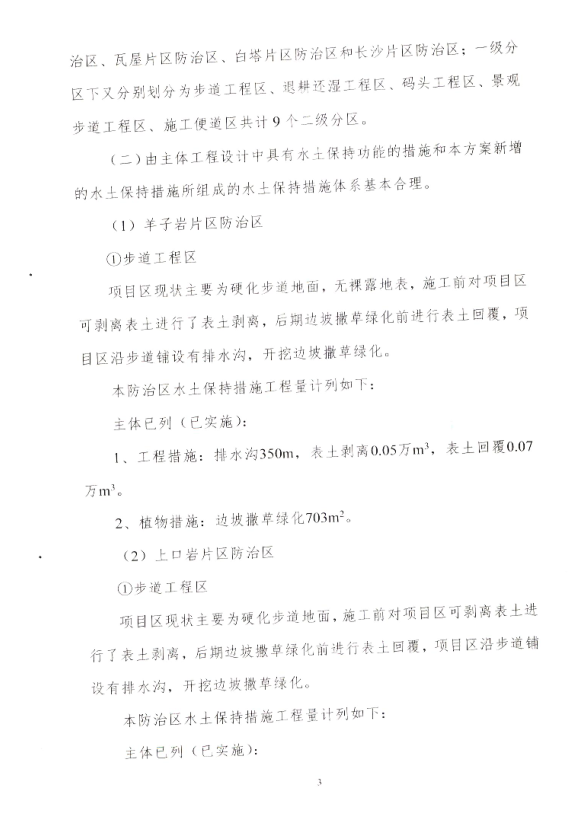 治区、瓦屋片区防治区、白塔片区防治区和长沙片区防治区；一级分
区下又分别划分为步道工程区、退耕还湿工程区、码头工程区、景观
步道工程区、施工便道区共计 9 个二级分区。
（二）由主体工程设计中具有水土保持功能的措施和本方案新增
的水土保持措施所组成的水土保持措施体系基本合理。
（1）羊子岩片区防治区
①步道工程区
项目区现状主要为硬化步道地面，无裸露地表，施工前对项目区
可剥离表土进行了表土剥离，后期边坡撒草绿化前进行表土回覆，项
目区沿步道铺设有排水沟，开挖边坡撒草绿化。
本防治区水土保持措施工程量计列如下：
主体已列（已实施）：
1、工程措施：排水沟350m，表土剥离0.05万m³，表土回覆0.07
万m³。
2、植物措施：边坡撒草绿化703m²。
（2）上口岩片区防治区
①步道工程区
项目区现状主要为硬化步道地面，施工前对项目区可剥离表土进
行了表土剥离，后期边坡撒草绿化前进行表土回覆，项目区沿步道铺
设有排水沟，开挖边坡撒草绿化。
本防治区水土保持措施工程量计列如下：
主体已列（已实施）：
3